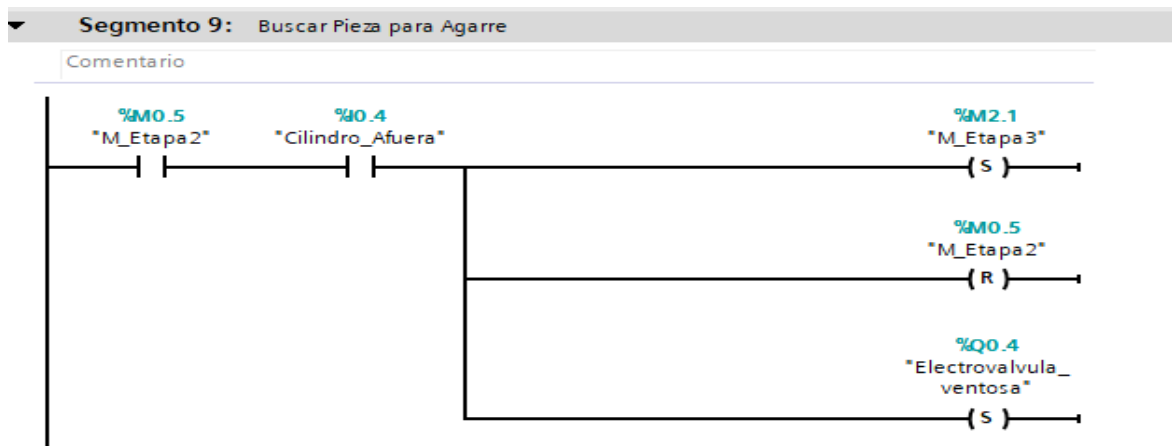 Segmento 9: Buscar Pieza para Agarre
Comentario
%M0.5 %I0.4 %M2.1
"M_Etapa2" "Cilindro_Afuera" "M_Etapa3"
( S )
%M0.5
"M_Etapa2"
( R )
%Q0.4
"Electrovalvula_
ventosa"
( S )